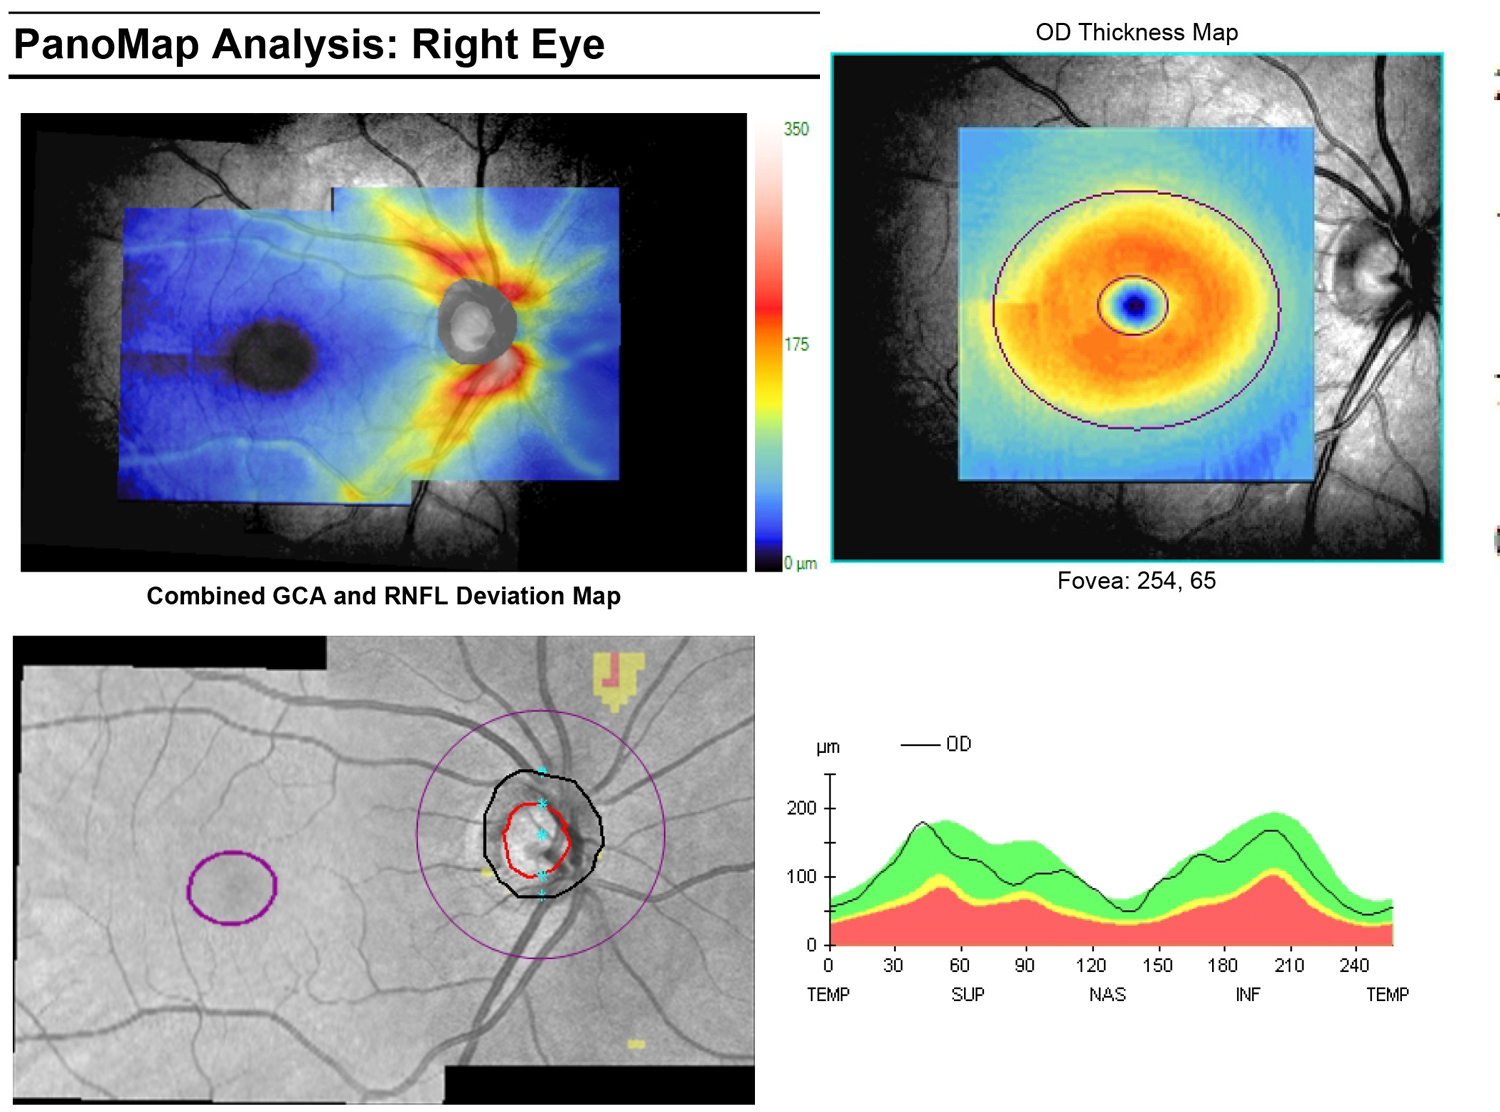 PanoMap Analysis: Right Eye
OD Thickness Map
350
175
0 µm
Fovea: 254, 65
Combined GCA and RNFL Deviation Map
µm
OD
200
100
0
0 30 60 90 120 150 180 210 240
TEMP SUP NAS INF TEMP